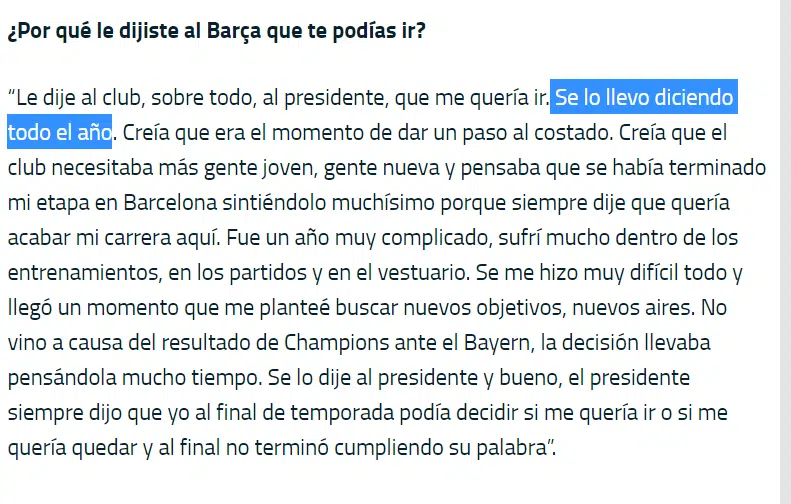 ¿Por qué le dijiste al Barça que te podías ir?
“Le dije al club, sobre todo, al presidente, que me quería ir. Se lo llevo diciendo
todo el año. Creía que era el momento de dar un paso al costado. Creía que el
club necesitaba más gente joven, gente nueva y pensaba que se había terminado
mi etapa en Barcelona sintiéndolo muchísimo porque siempre dije que quería
acabar mi carrera aquí. Fue un año muy complicado, sufrí mucho dentro de los
entrenamientos, en los partidos y en el vestuario. Se me hizo muy difícil todo y
llegó un momento que me planteé buscar nuevos objetivos, nuevos aires. No
vino a causa del resultado de Champions ante el Bayern, la decisión llevaba
pensándola mucho tiempo. Se lo dije al presidente y bueno, el presidente
siempre dijo que yo al final de temporada podía decidir si me quería ir o si me
quería quedar y al final no terminó cumpliendo su palabra”.